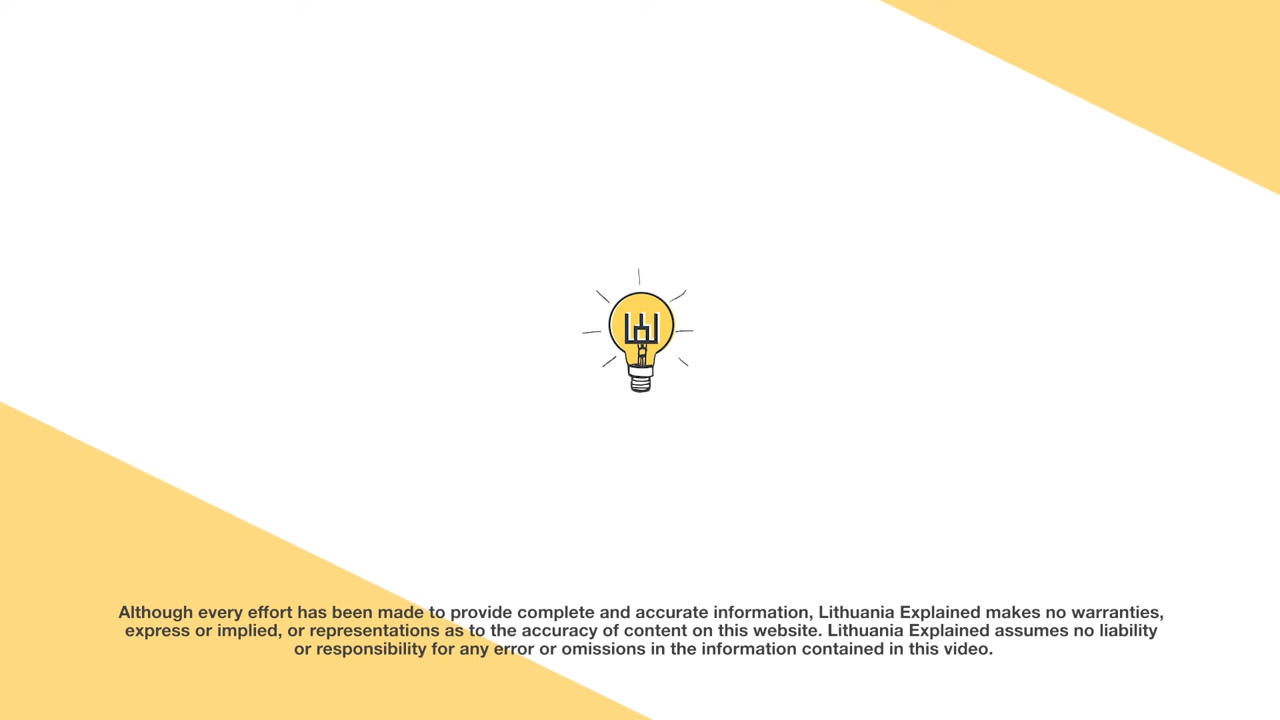 Although every effort has been made to provide complete and accurate information, Lithuania Explained makes no warranties,
express or implied, or representations as to the accuracy of content on this website. Lithuania Explained assumes no liability
or responsibility for any error or omissions in the information contained in this video.